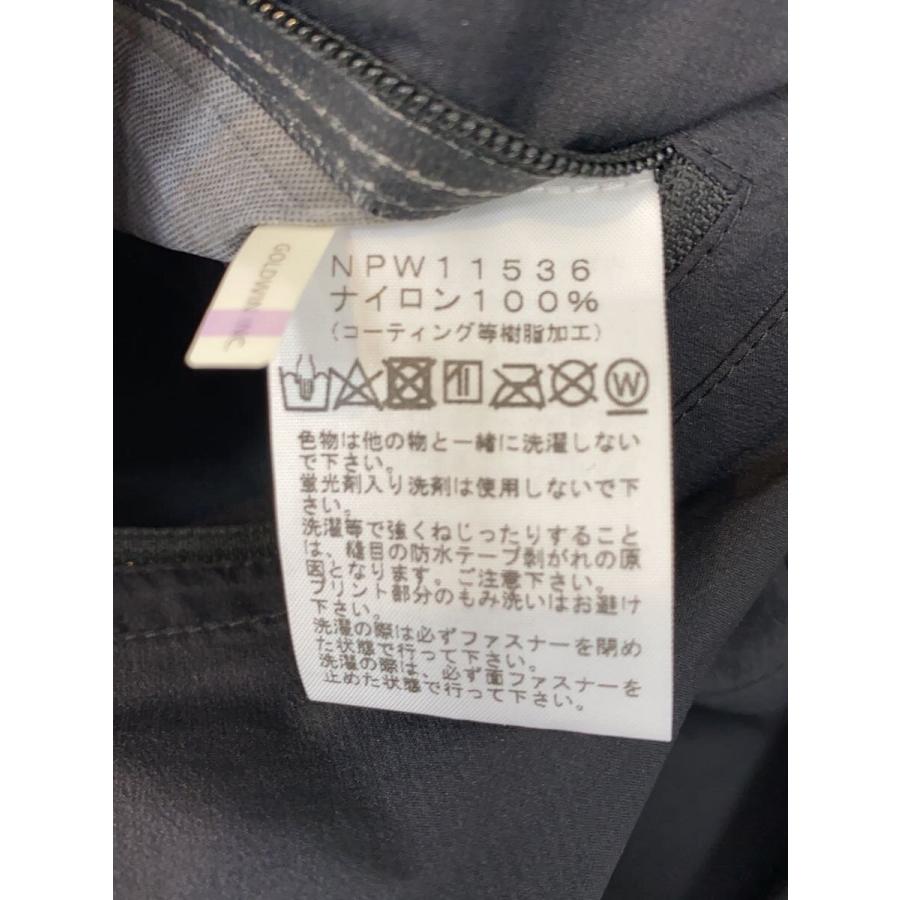 GOLDWIN INC
NPW11536
ナイロン100%
(コーティング等樹脂加工)
W
色物は他の物と一緒に洗濯しない
で下さい。
蛍光剤入り洗剤は使用しないで下
さい。
洗濯等で強くねじったりすること
は、縫目の防水テープ剥がれの原
因となります。ご注意下さい。
プリント部分のもみ洗いはお避け
下さい。
洗濯の際は必ずファスナーを閉め
た状態で行って下さい。
洗濯の際は、必ず面ファスナーを
止めた状態で行って下さい。